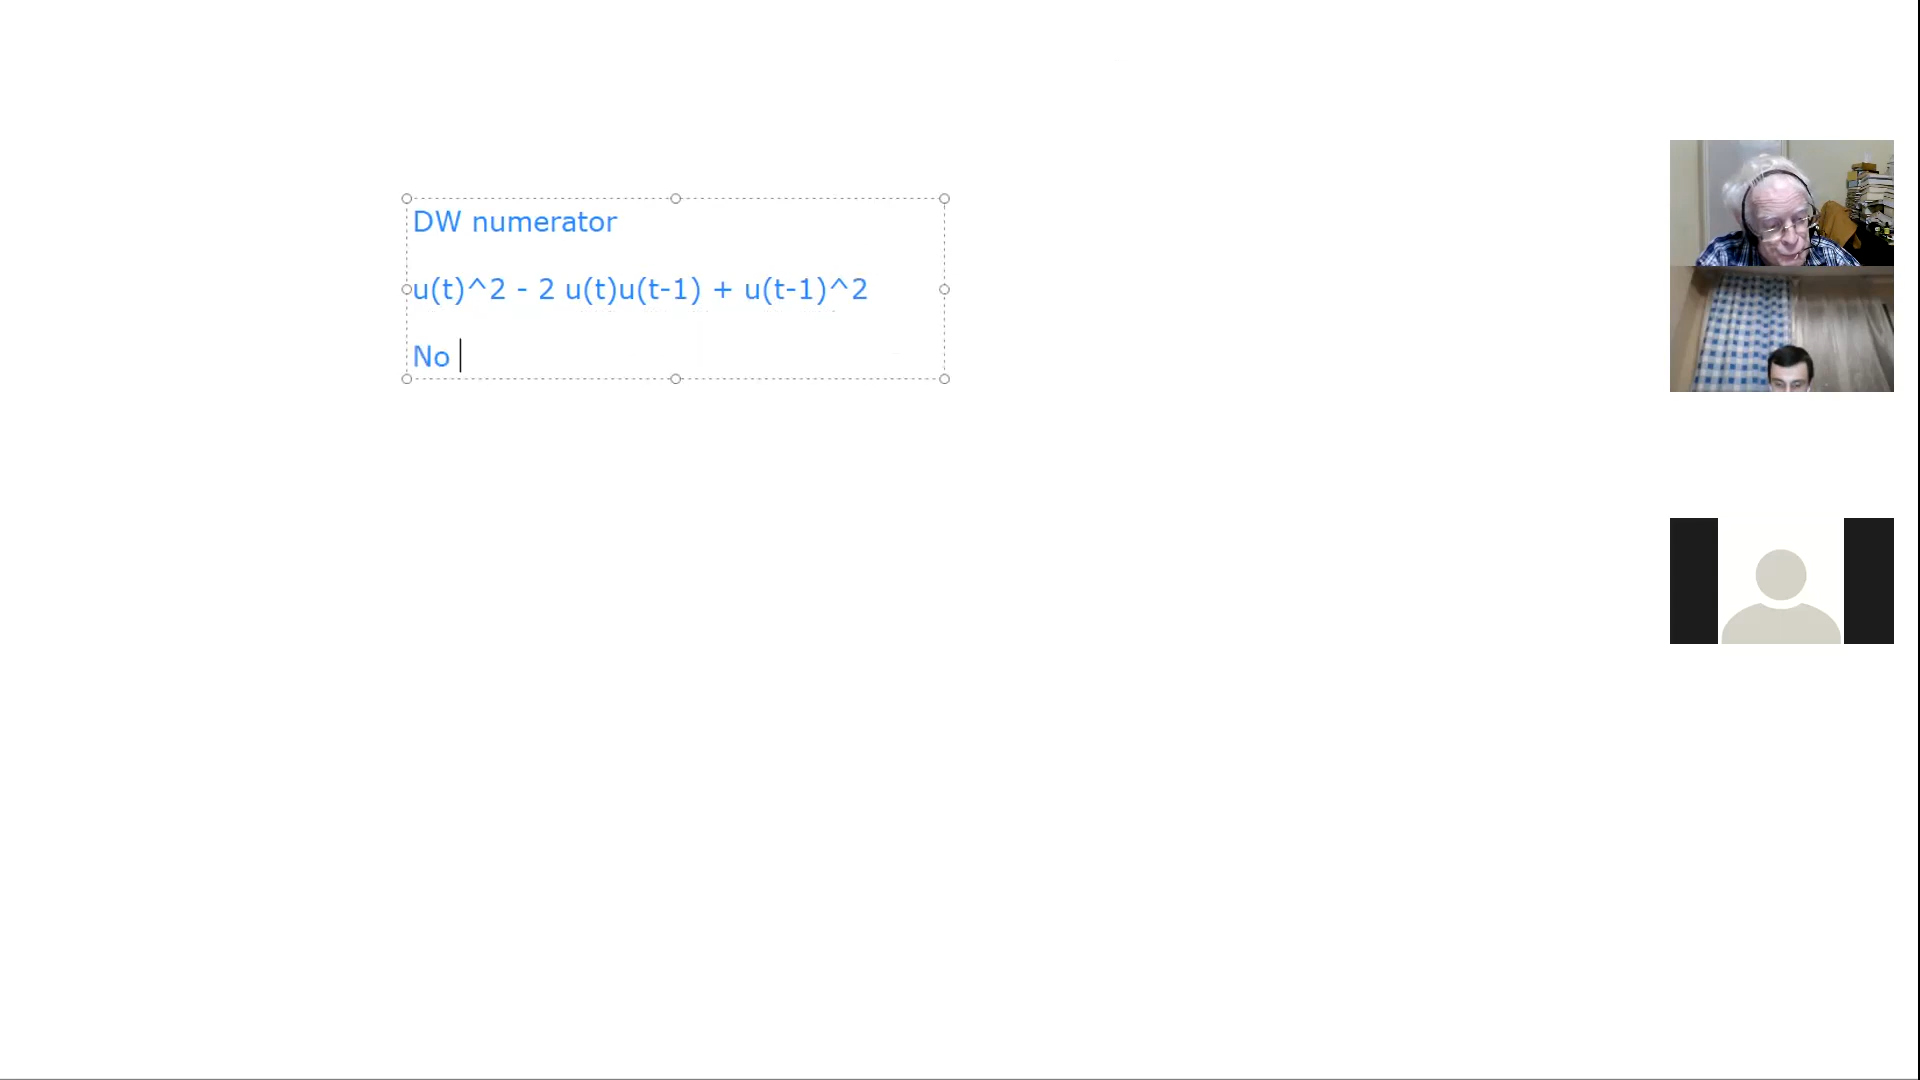 DW numerator
u(t)^2 - 2 u(t)u(t-1) + u(t-1)^2
No